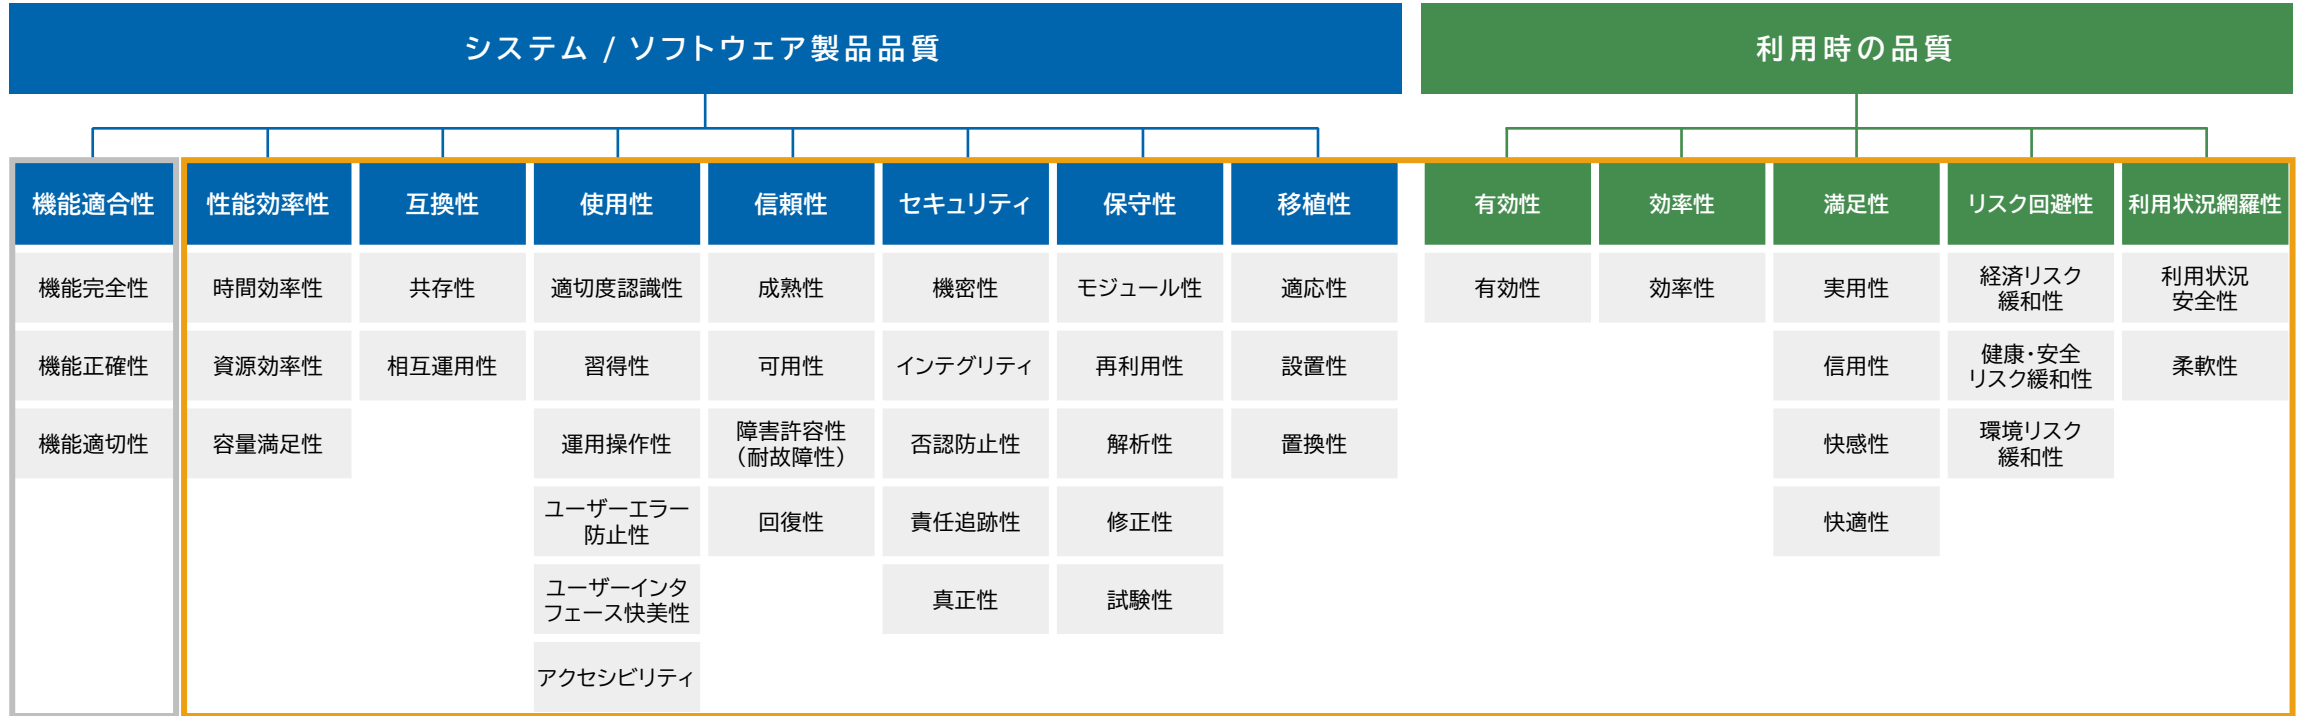 システム / ソフトウェア製品品質
利用時の品質
機能適合性
性能効率性
互換性
使用性
信頼性
セキュリティ
保守性
移植性
有効性
効率性
満足性
リスク回避性
利用状況網羅性
機能完全性
時間効率性
共存性
適切度認識性
成熟性
機密性
モジュール性
適応性
有効性
効率性
実用性
経済リスク
緩和性
利用状況
安全性
機能正確性
資源効率性
相互運用性
習得性
可用性
インテグリティ
再利用性
設置性
信用性
健康・安全
リスク緩和性
柔軟性
機能適切性
容量満足性
運用操作性
障害許容性
（耐故障性）
否認防止性
解析性
置換性
快感性
環境リスク
緩和性
ユーザーエラー
防止性
回復性
責任追跡性
修正性
快適性
ユーザーインタ
フェース快美性
真正性
試験性
アクセシビリティ